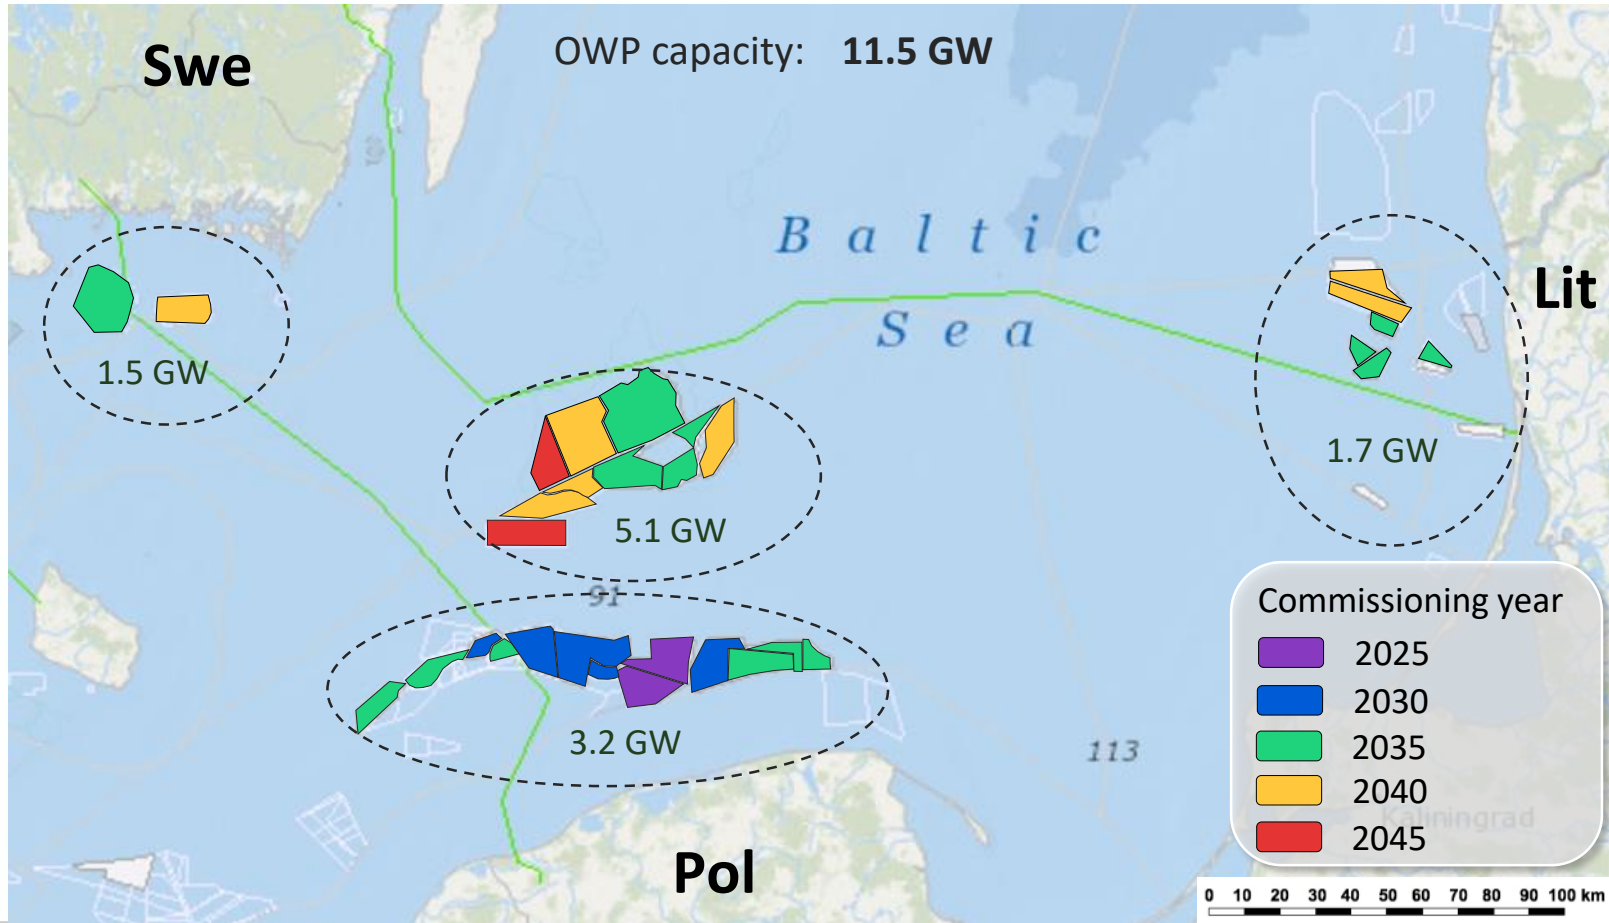 Swe
OWP capacity: 11.5 GW
Baltic
Sea
Lit
1.5 GW
1.7 GW
5.1 GW
91
3.2 GW
113
Pol
Commissioning year
2025
2030
2035
2040
2045
Kaliningrad
0 10 20 30 40 50 60 70 80 90 100 km